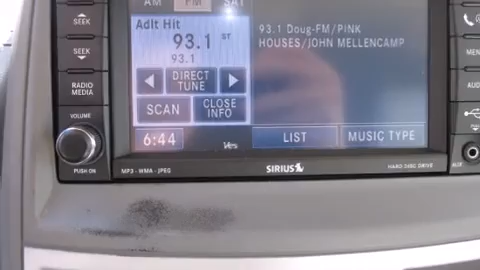 AM FM SAT
SEEK
SEEK
RADIO
MEDIA
VOLUME
PUSH ON
Adlt Hit
93.1 ST
93.1
DIRECT
TUNE
SCAN
CLOSE
INFO
6:44
93.1 Doug-FM/PINK
HOUSES/JOHN MELLENCAMP
LIST
MUSIC TYPE
MP3 - WMA - JPEG
SIRIUS
HARD DISC DRIVE
AUX